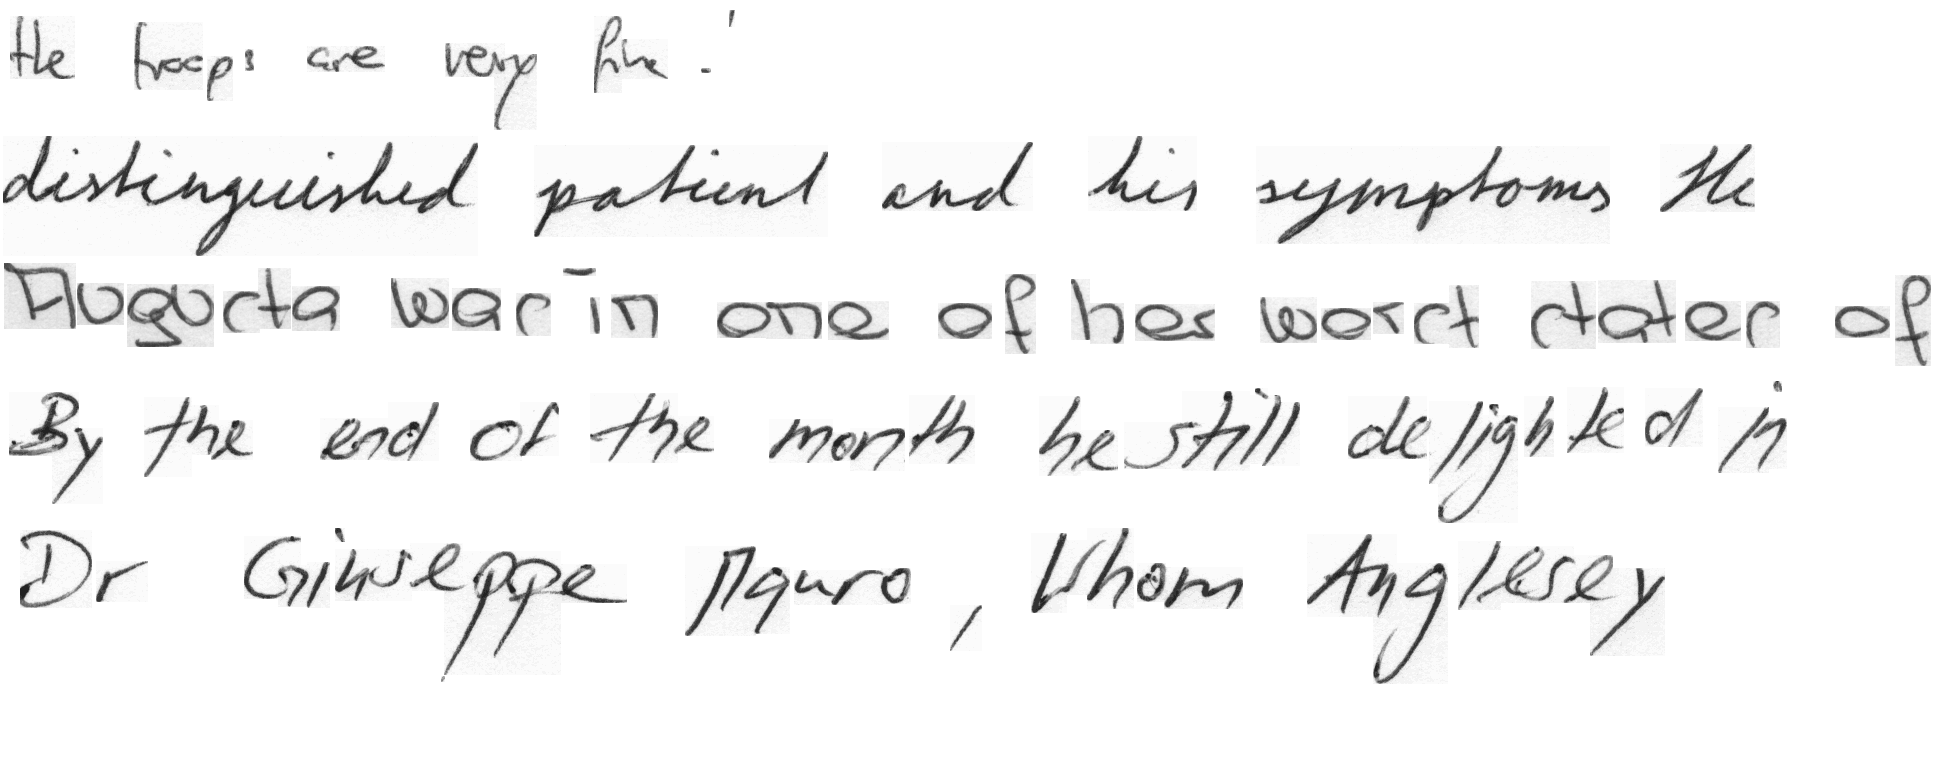 the troops are very fine !
distinguished patient and his symptoms the
Augusta was in one of her worst states of
By the end of the month he still delighted in
Dr Giuseppe Mauro , whom Anglesey